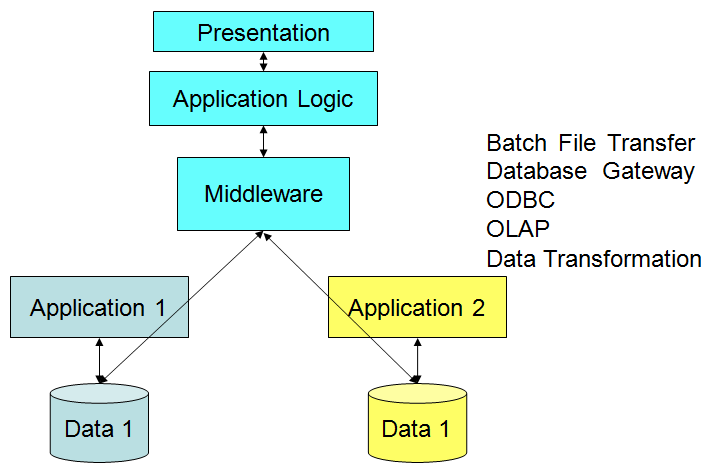 Presentation
Application Logic
Middleware
Batch File Transfer
Database Gateway
ODBC
OLAP
Data Transformation
Application 1
Application 2
Data 1
Data 1